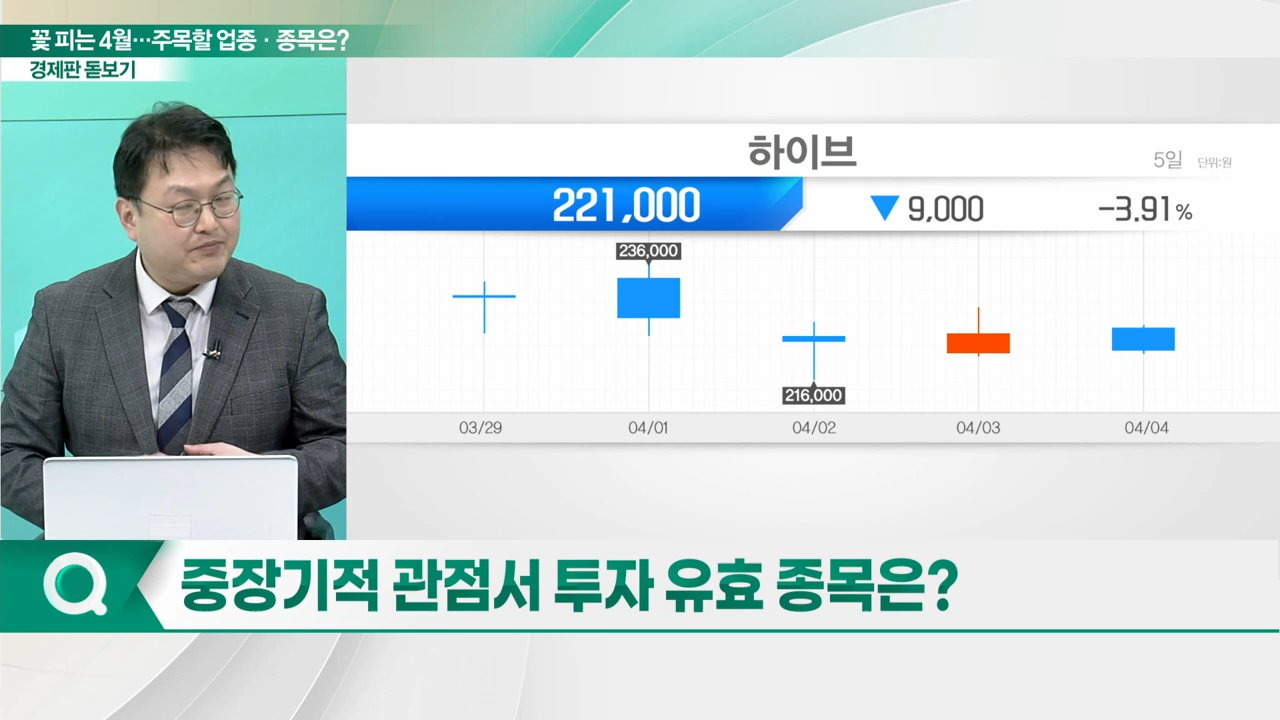 꽃 피는 4월…주목할 업종·종목은?
경제판 돋보기
하이브
5일 단위:원
221,000 ▼ 9,000 -3.91%
236,000
216,000
03/29 04/01 04/02 04/03 04/04
Q 중장기적 관점서 투자 유효 종목은?